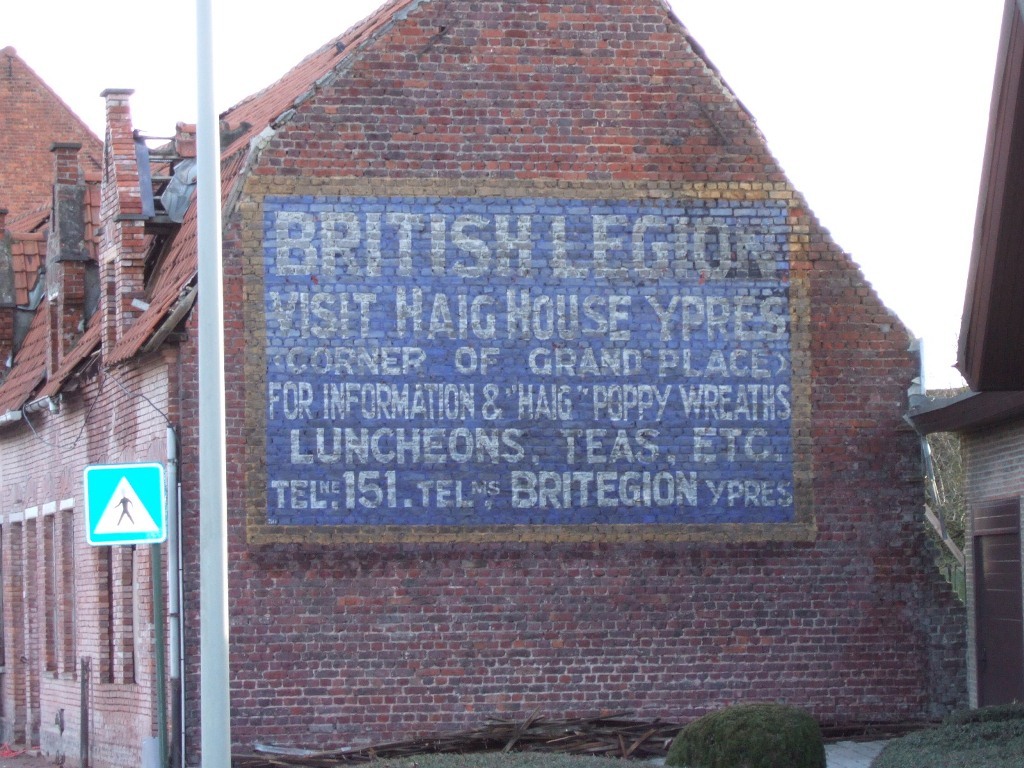 BRITISH LEGION
VISIT HAIG HOUSE YPRES
(CORNER OF GRAND PLACE)
FOR INFORMATION & "HAIG" POPPY WREATHS
LUNCHEONS, TEAS, ETC.
TELNE 151. TELMS BRITEGION YPRES